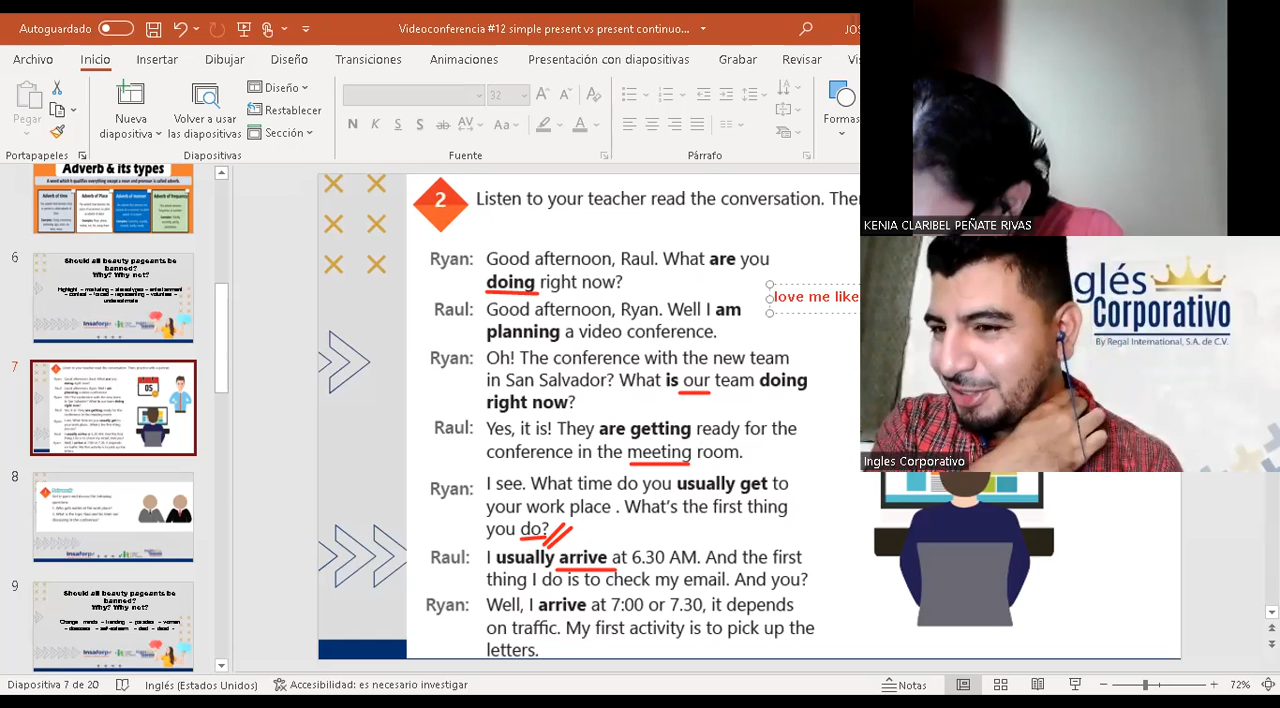 Autoguardado
Videoconferencia #12 simple present vs present continuo...
JOS
Archivo Inicio Insertar Dibujar Diseño Transiciones Animaciones Presentación con diapositivas Grabar Revisar Vis
Pegar
Nueva
diapositiva
Volver a usar
las diapositivas
Diseño
Restablecer
Sección
32
N K S S ab AV Aa
A
Formas
Portapapeles Diapositivas Fuente Párrafo
Adverb & its types
6
Should all beauty pageants be
banned?
Why? Why not?
7
8
9
Should all beauty pageants be
banned?
Why? Why not?
2
Listen to your teacher read the conversation. Then
Ryan: Good afternoon, Raul. What are you
doing right now?
love me like
Raul: Good afternoon, Ryan. Well I am
planning a video conference.
Ryan: Oh! The conference with the new team
in San Salvador? What is our team doing
right now?
Raul: Yes, it is! They are getting ready for the
conference in the meeting room.
Ryan: I see. What time do you usually get to
your work place . What's the first thing
you do?
Raul: I usually arrive at 6.30 AM. And the first
thing I do is to check my email. And you?
Ryan: Well, I arrive at 7:00 or 7.30, it depends
on traffic. My first activity is to pick up the
letters.
KENIA CLARIBEL PEÑATE RIVAS
glés
Corporativo
By Regal International, S.A. de C.V.
Ingles Corporativo
Diapositiva 7 de 20
Inglés (Estados Unidos)
Accesibilidad: es necesario investigar
Notas
72%